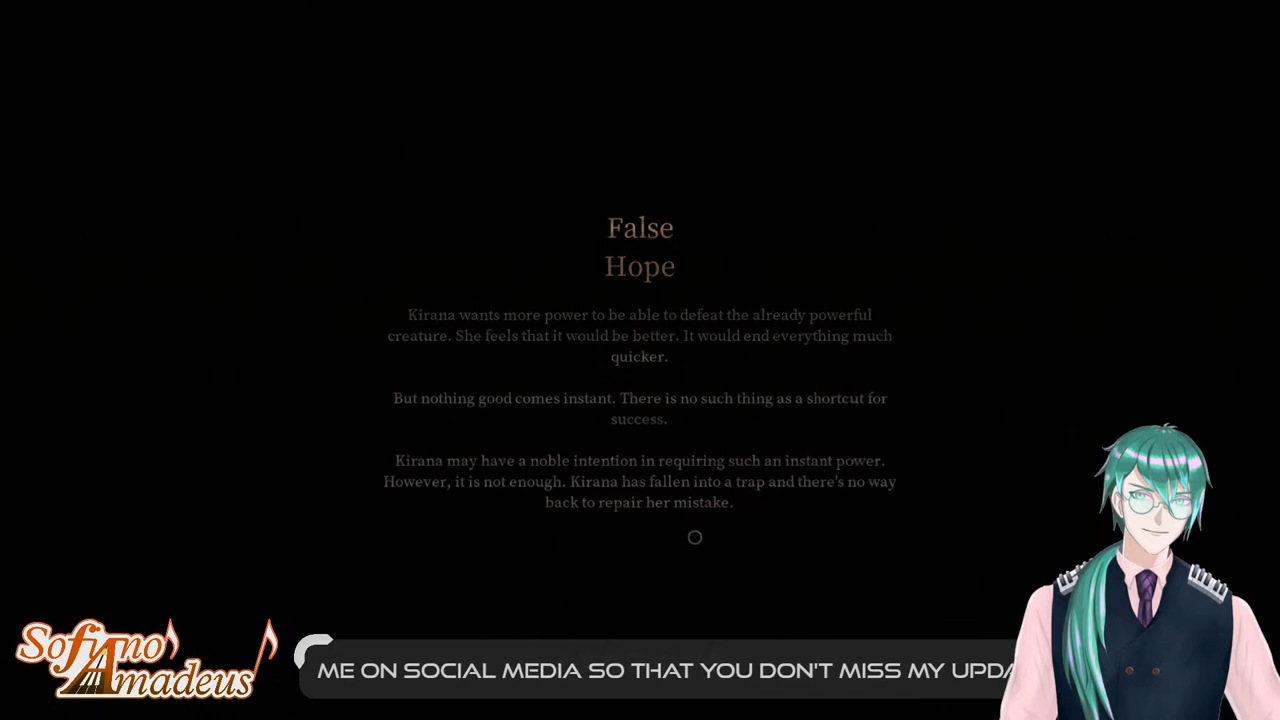 False
Hope
Kirana wants more power to be able to defeat the already powerful
creature. She feels that it would be better. It would end everything much
quicker.
But nothing good comes instant. There is no such thing as a shortcut for
success.
Kirana may have a noble intention in requiring such an instant power.
However, it is not enough. Kirana has fallen into a trap and there's no way
back to repair her mistake.
Sofiano
Amadeus
ME ON SOCIAL MEDIA SO THAT YOU DON'T MISS MY UPDA